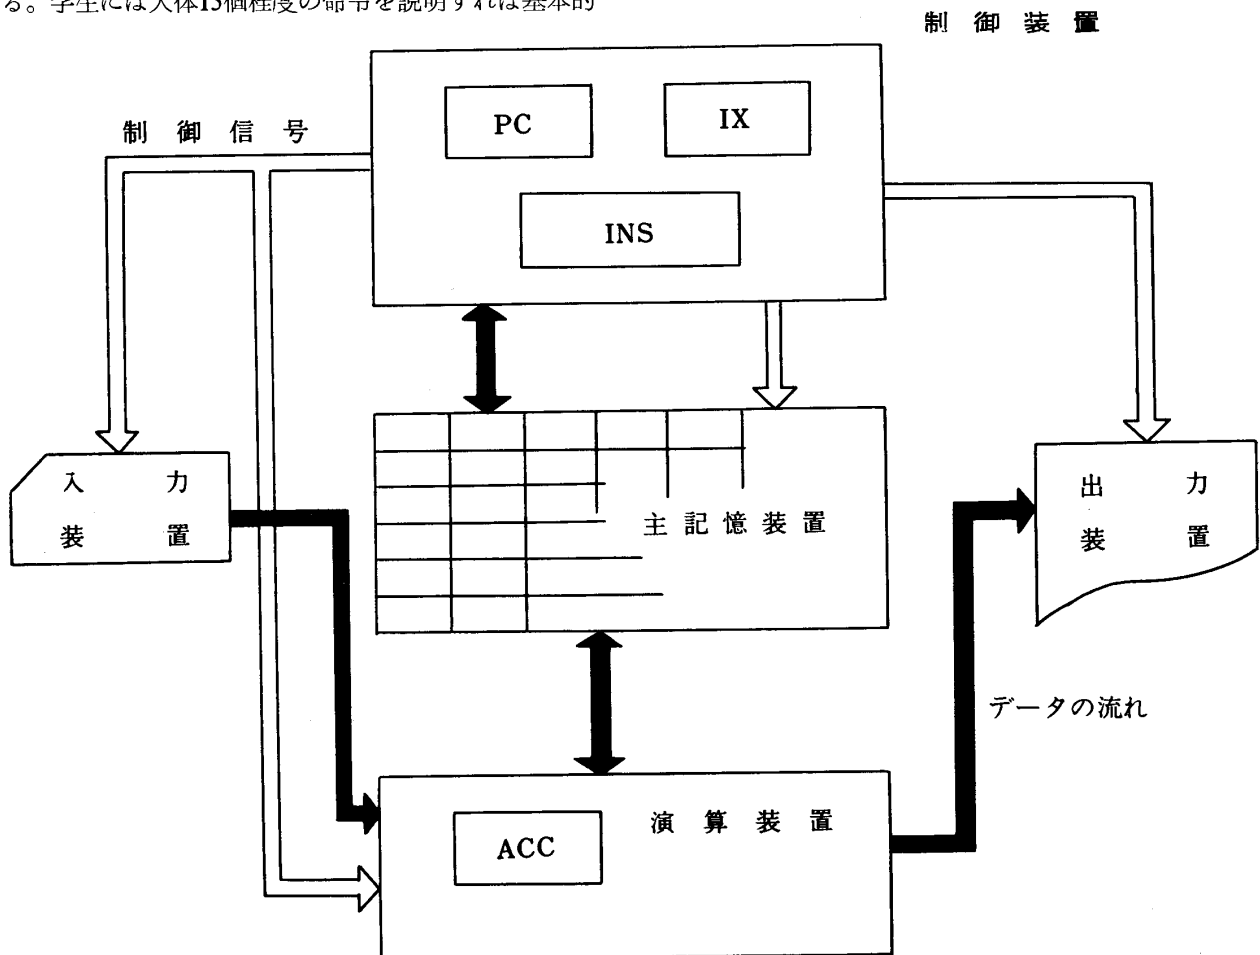 る。学生には大体15個程度の命令を説明すれば基本的
制御装置
PC
IX
制御信号
INS
入力
装置
主記憶装置
出力
装置
データの流れ
演算装置
ACC